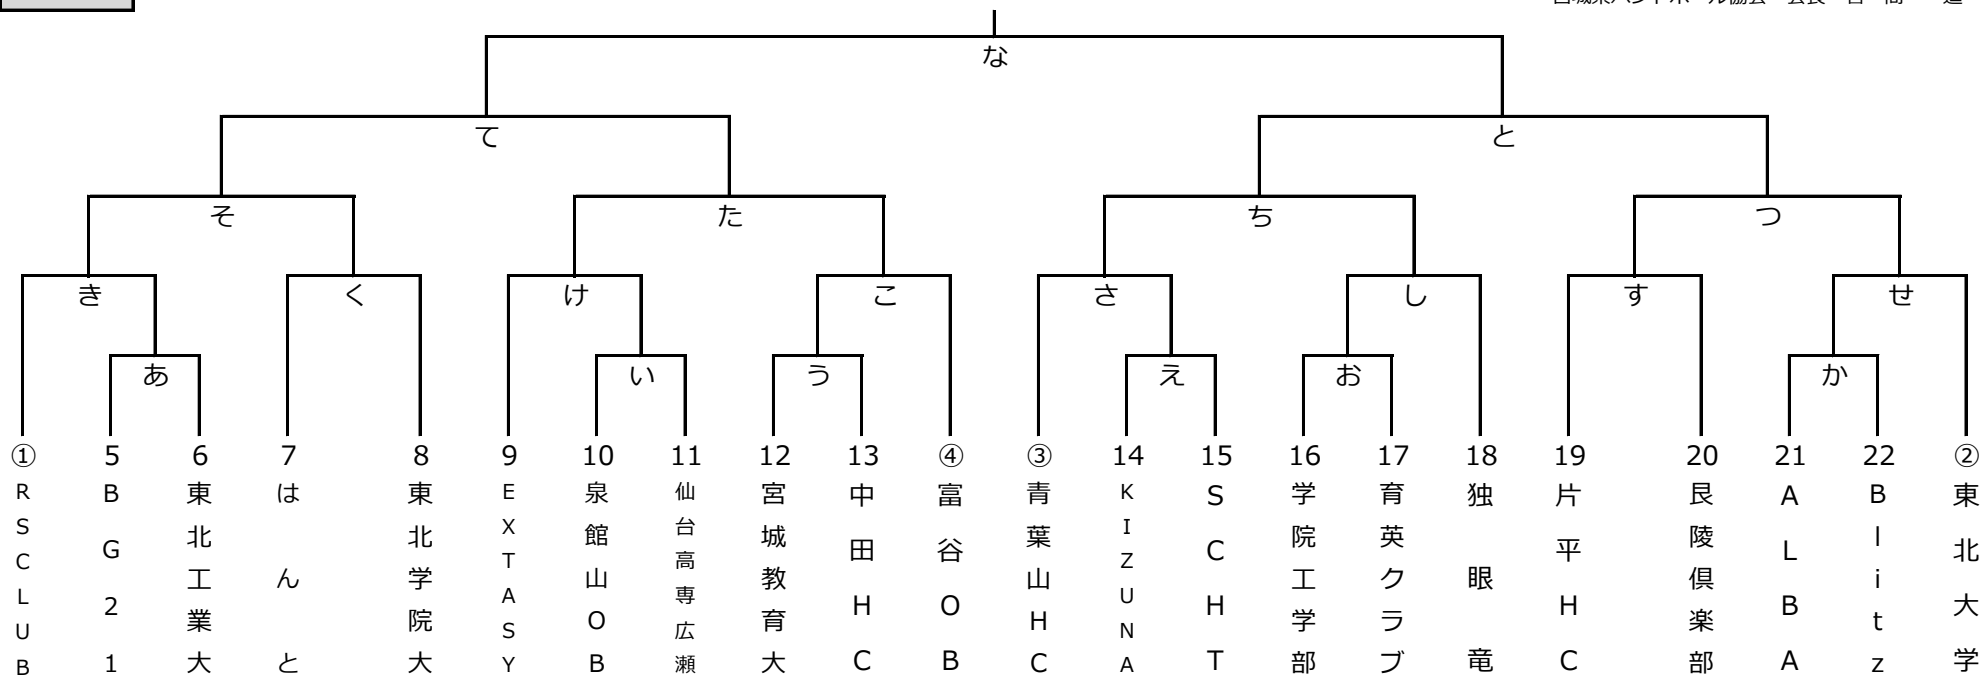 な
て
と
そ
た
ち
つ
き
く
け
こ
さ
し
す
せ
あ
い
う
え
お
か
① 5 6 7 8 9 10 11 12 13 ④ ③ 14 15 16 17 18 19 20 21 22 ②
RSCLUB
BG21
東北工業大
はんと
東北学院大
EXTASY
泉館山OB
仙台高専広瀬
宮城教育大
中田HC
富谷OB
青葉山HC
KIZUNA
SCHT
学院工学部
育英クラブ
独眼竜
片平HC
艮陵倶楽部
ALBA
Blitz
東北大学